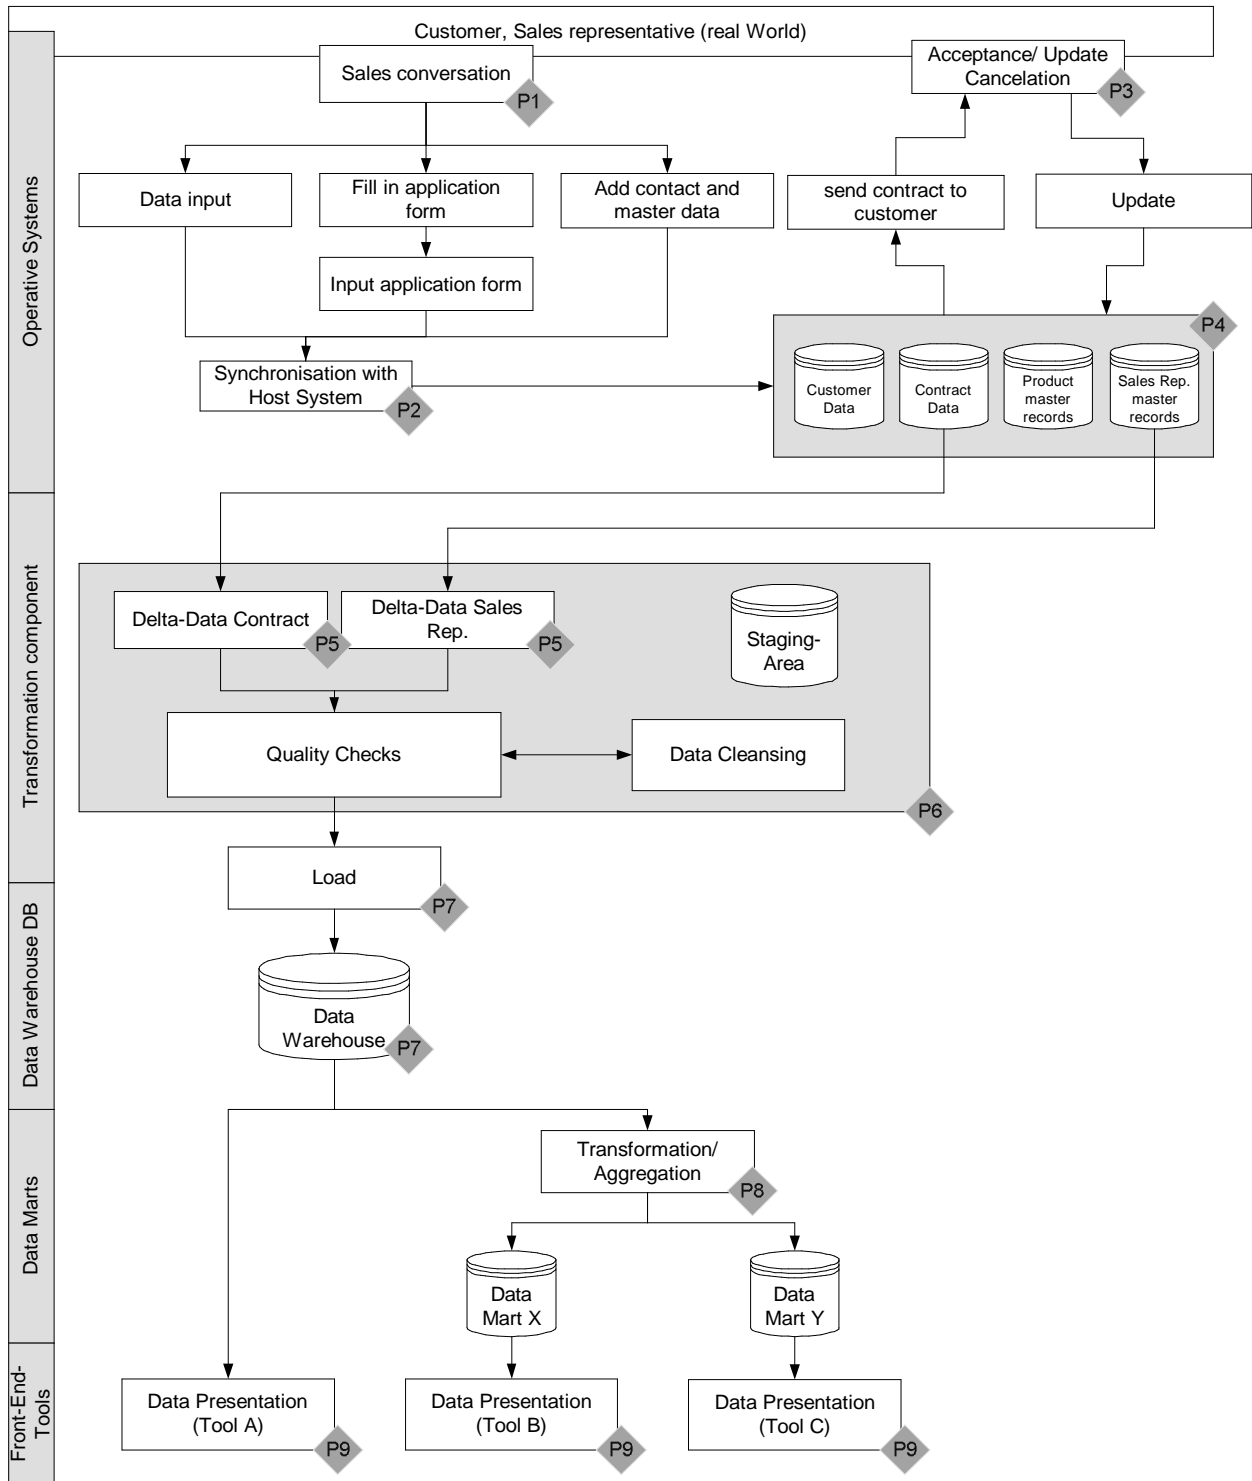 Customer, Sales representative (real World)
Operative Systems
Sales conversation
P1
Acceptance/ Update
Cancelation
P3
Data input
Fill in application
form
Add contact and
master data
send contract to
customer
Update
Input application form
Synchronisation with
Host System
P2
P4
Customer
Data
Contract
Data
Product
master
records
Sales Rep.
master
records
Transformation component
Delta-Data Contract
P5
Delta-Data Sales
Rep.
P5
Staging-
Area
Quality Checks
Data Cleansing
P6
Load
P7
Data Warehouse DB
Data
Warehouse
P7
Data Marts
Transformation/
Aggregation
P8
Data
Mart X
Data
Mart Y
Front-End-
Tools
Data Presentation
(Tool A)
P9
Data Presentation
(Tool B)
P9
Data Presentation
(Tool C)
P9